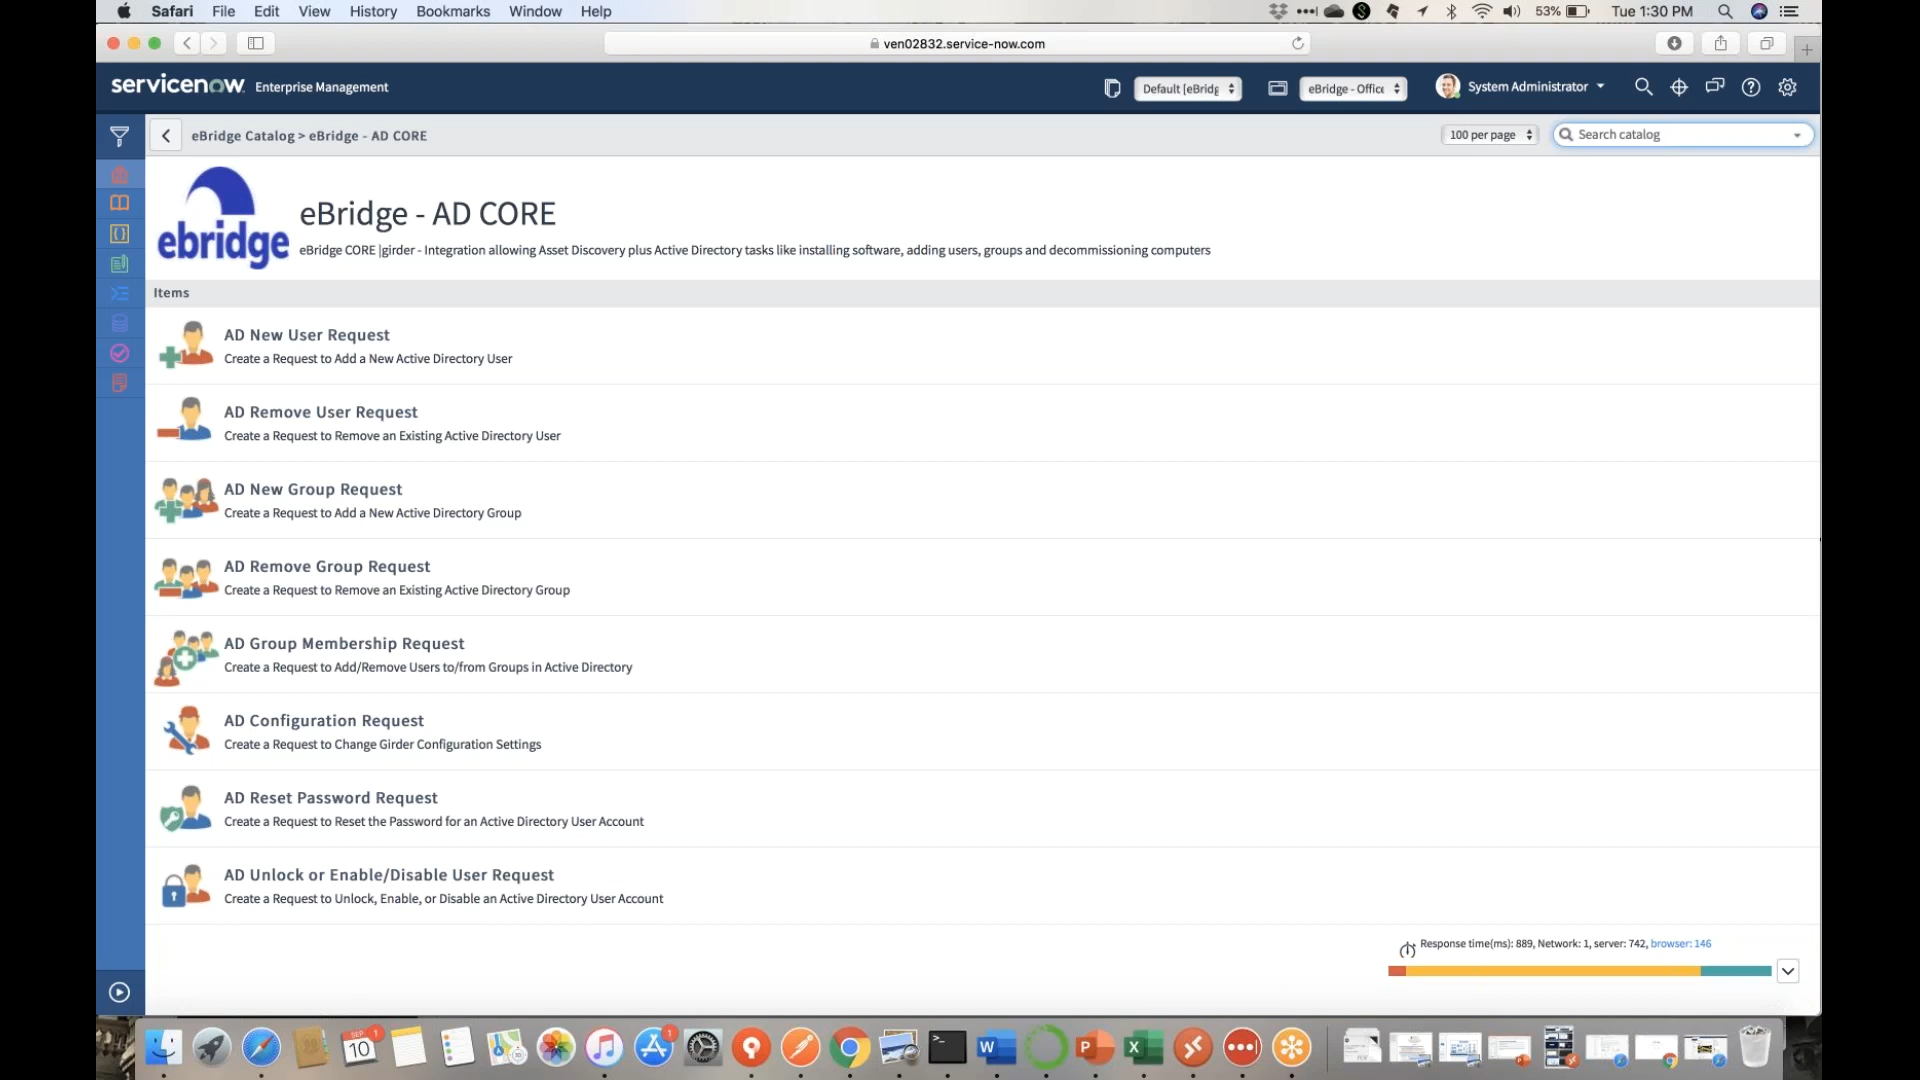 Safari File Edit View History Bookmarks Window Help
53% Tue 1:30 PM
ven02832.service-now.com
servicenow Enterprise Management
Default [eBridg
eBridge - Offic
System Administrator
eBridge Catalog > eBridge - AD CORE
100 per page
Search catalog
ebridge
eBridge - AD CORE
eBridge CORE |girder - Integration allowing Asset Discovery plus Active Directory tasks like installing software, adding users, groups and decommissioning computers
Items
AD New User Request
Create a Request to Add a New Active Directory User
AD Remove User Request
Create a Request to Remove an Existing Active Directory User
AD New Group Request
Create a Request to Add a New Active Directory Group
AD Remove Group Request
Create a Request to Remove an Existing Active Directory Group
AD Group Membership Request
Create a Request to Add/Remove Users to/from Groups in Active Directory
AD Configuration Request
Create a Request to Change Girder Configuration Settings
AD Reset Password Request
Create a Request to Reset the Password for an Active Directory User Account
AD Unlock or Enable/Disable User Request
Create a Request to Unlock, Enable, or Disable an Active Directory User Account
Response time(ms): 889, Network: 1, server: 742, browser: 146
SEP
10
1
1
W
P
X